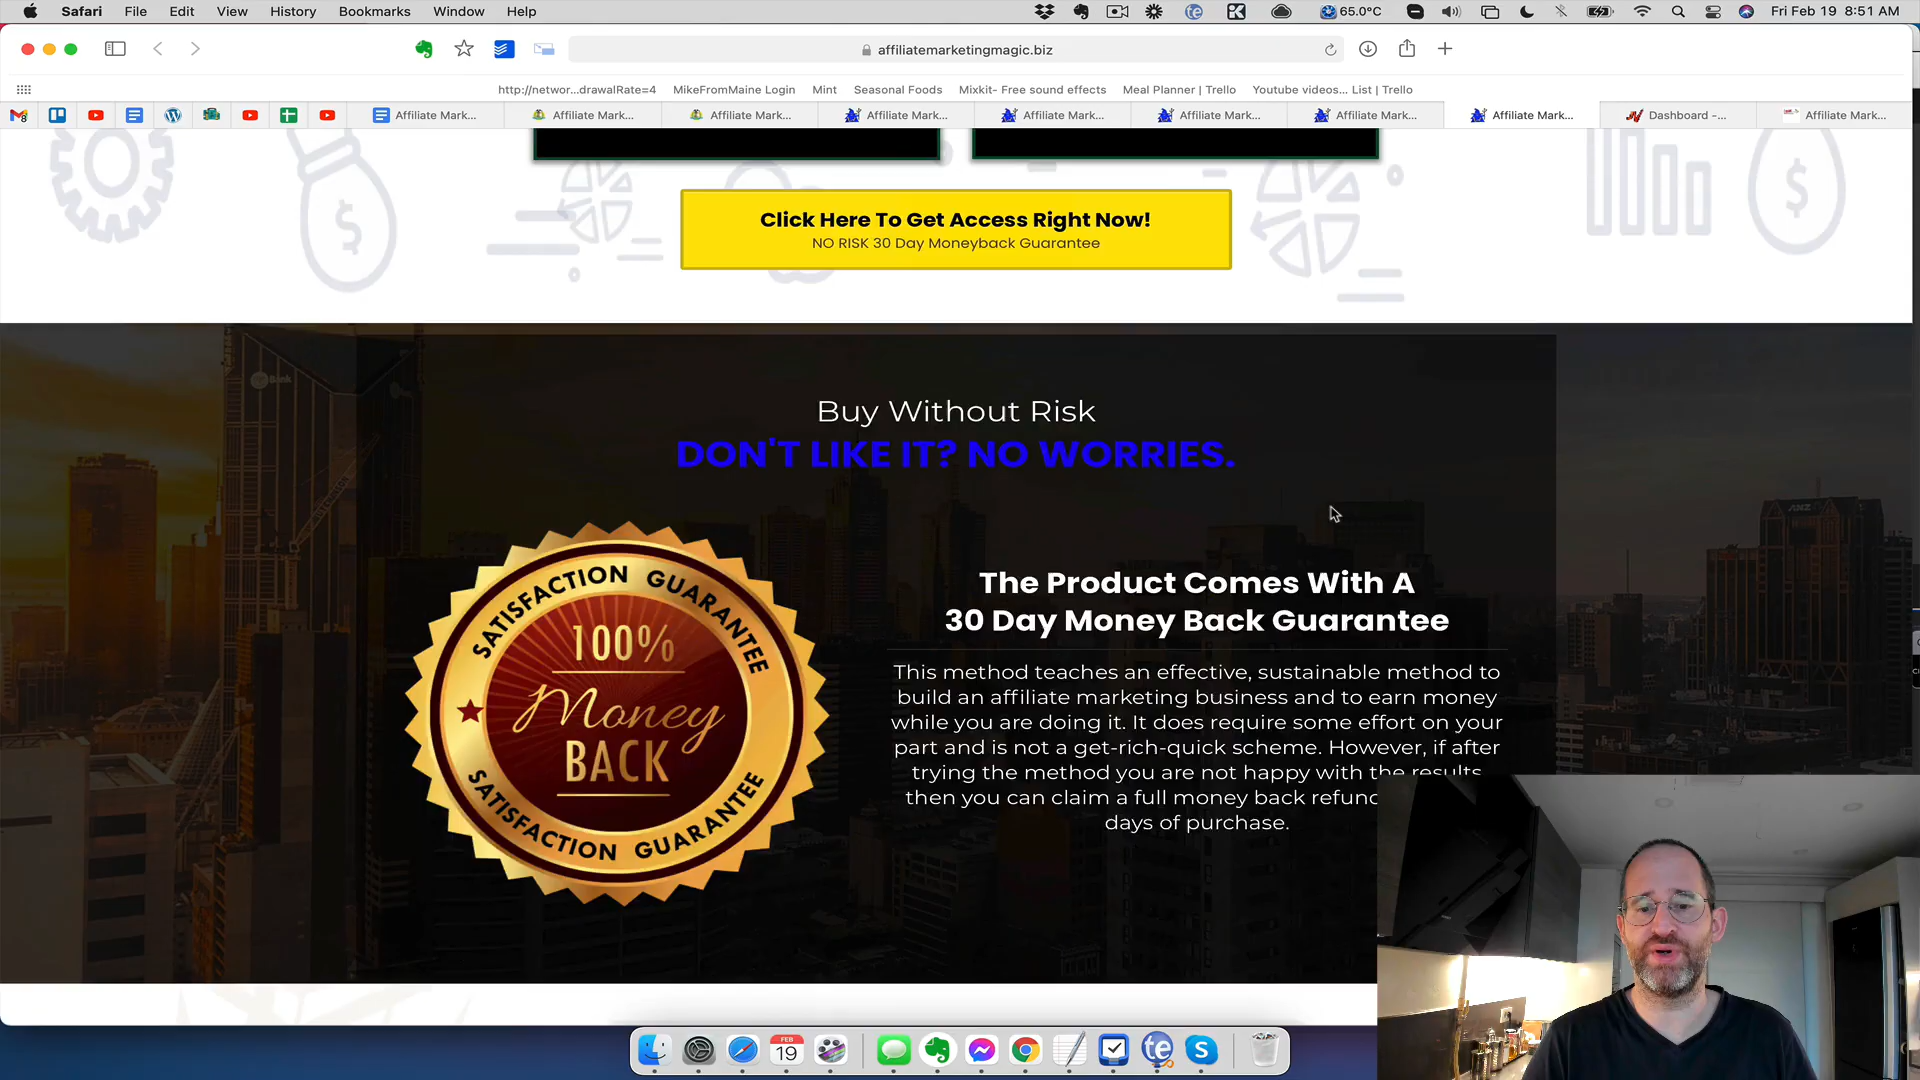 Safari File Edit View History Bookmarks Window Help
65.0°C
Fri Feb 19 8:51 AM
affiliatemarketingmagic.biz
http://networ...drawalRate=4 MikeFromMaine Login Mint Seasonal Foods Mixkit- Free sound effects Meal Planner | Trello Youtube videos... List | Trello
Affiliate Mark... Affiliate Mark... Affiliate Mark... Affiliate Mark... Affiliate Mark... Affiliate Mark... Affiliate Mark... Affiliate Mark... Dashboard -... Affiliate Mark...
Click Here To Get Access Right Now!
NO RISK 30 Day Moneyback Guarantee
Buy Without Risk
DON'T LIKE IT? NO WORRIES.
SATISFACTION GUARANTEE
100%
Money
BACK
SATISFACTION GUARANTEE
The Product Comes With A
30 Day Money Back Guarantee
This method teaches an effective, sustainable method to
build an affiliate marketing business and to earn money
while you are doing it. It does require some effort on your
part and is not a get-rich-quick scheme. However, if after
trying the method you are not happy with the results
then you can claim a full money back refund
days of purchase.
FEB
19
te